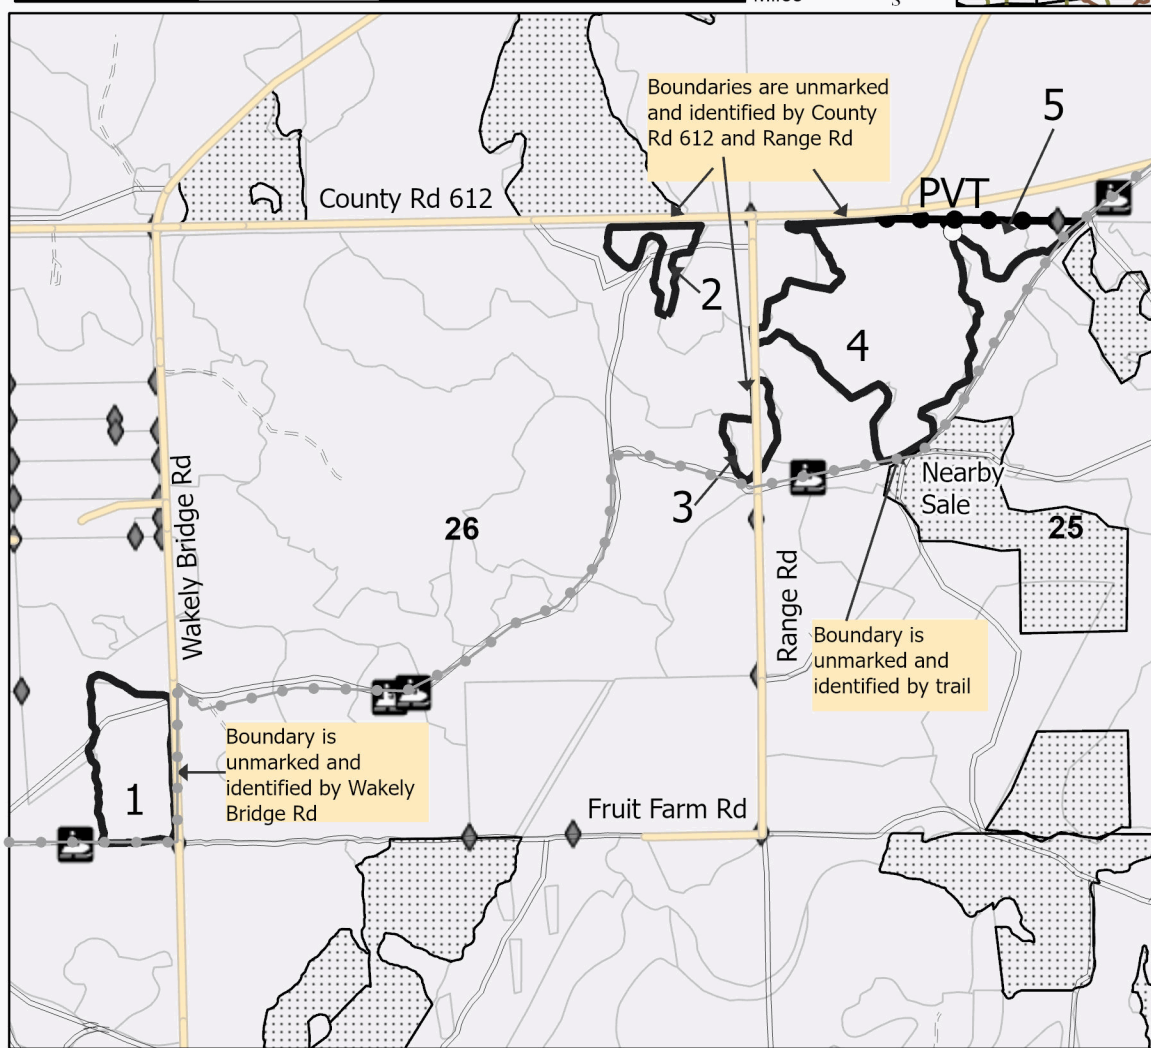 Miles
S
Boundaries are unmarked
and identified by County
Rd 612 and Range Rd
5
County Rd 612
PVT
2
4
3
Nearby
Sale
26
25
Wakely Bridge Rd
Range Rd
Boundary is
unmarked and
identified by trail
Boundary is
unmarked and
identified by Wakely
Bridge Rd
1
Fruit Farm Rd